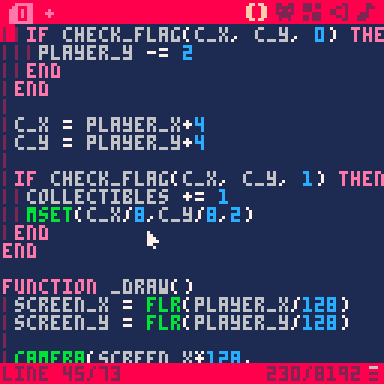 0 +
IF CHECK_FLAG(C_X, C_Y, 0) THE
PLAYER_Y -= 2
END
END
C_X = PLAYER_X+4
C_Y = PLAYER_Y+4
IF CHECK_FLAG(C_X, C_Y, 1) THEN
COLLECTIBLES += 1
MSET(C_X/8,C_Y/8,2)
END
END
FUNCTION _DRAW()
SCREEN_X = FLR(PLAYER_X/128)
SCREEN_Y = FLR(PLAYER_Y/128)
CAMERA(SCREEN_X*128,
LINE 45/73 230/8192